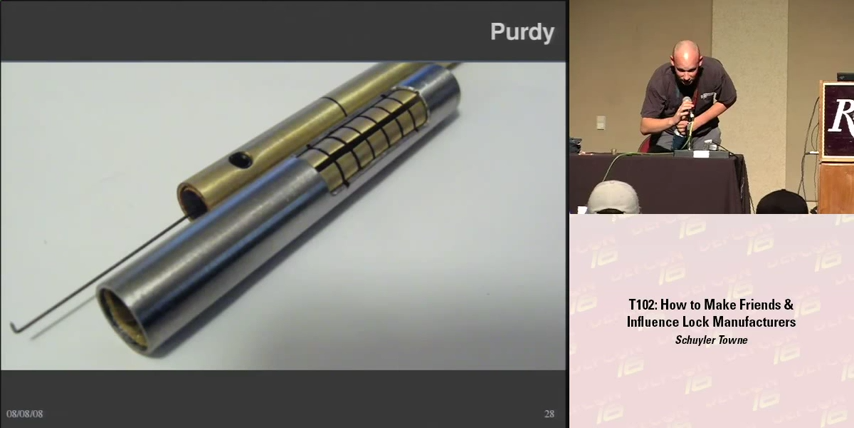 Purdy
08/08/08
28
R
T102: How to Make Friends &
Influence Lock Manufacturers
Schuyler Towne